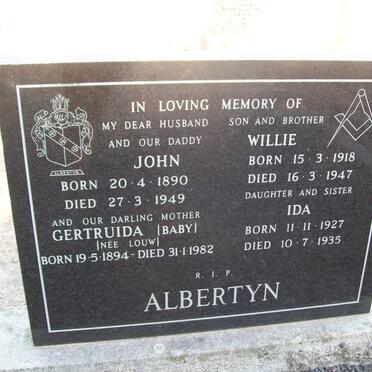 IN LOVING MEMORY OF
MY DEAR HUSBAND
AND OUR DADDY
JOHN
BORN 20·4·1890
DIED 27·3·1949
AND OUR DARLING MOTHER
GERTRUIDA (BABY)
(NÉE LOUW)
BORN 19·5·1894 - DIED 31·1·1982
SON AND BROTHER
WILLIE
BORN 15·3·1918
DIED 16·3·1947
DAUGHTER AND SISTER
IDA
BORN 11·11·1927
DIED 10·7·1935
R.I.P.
ALBERTYN
ALBERTYN